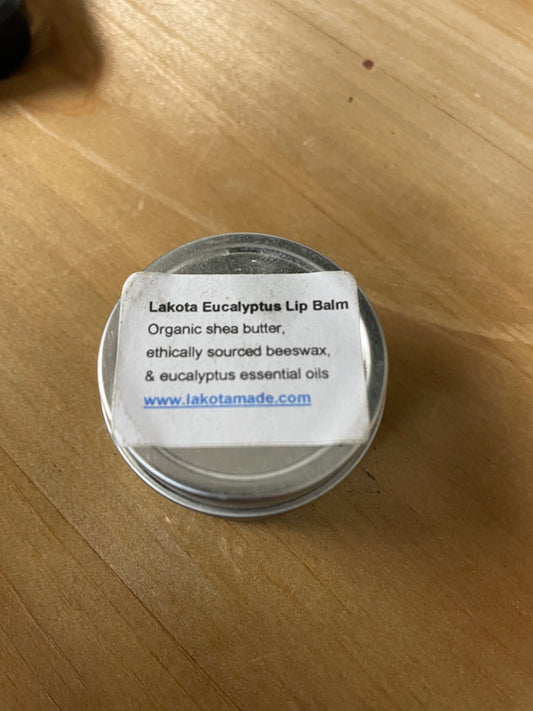 Lakota Eucalyptus Lip Balm
Organic shea butter,
ethically sourced beeswax,
& eucalyptus essential oils
www.lakotamade.com